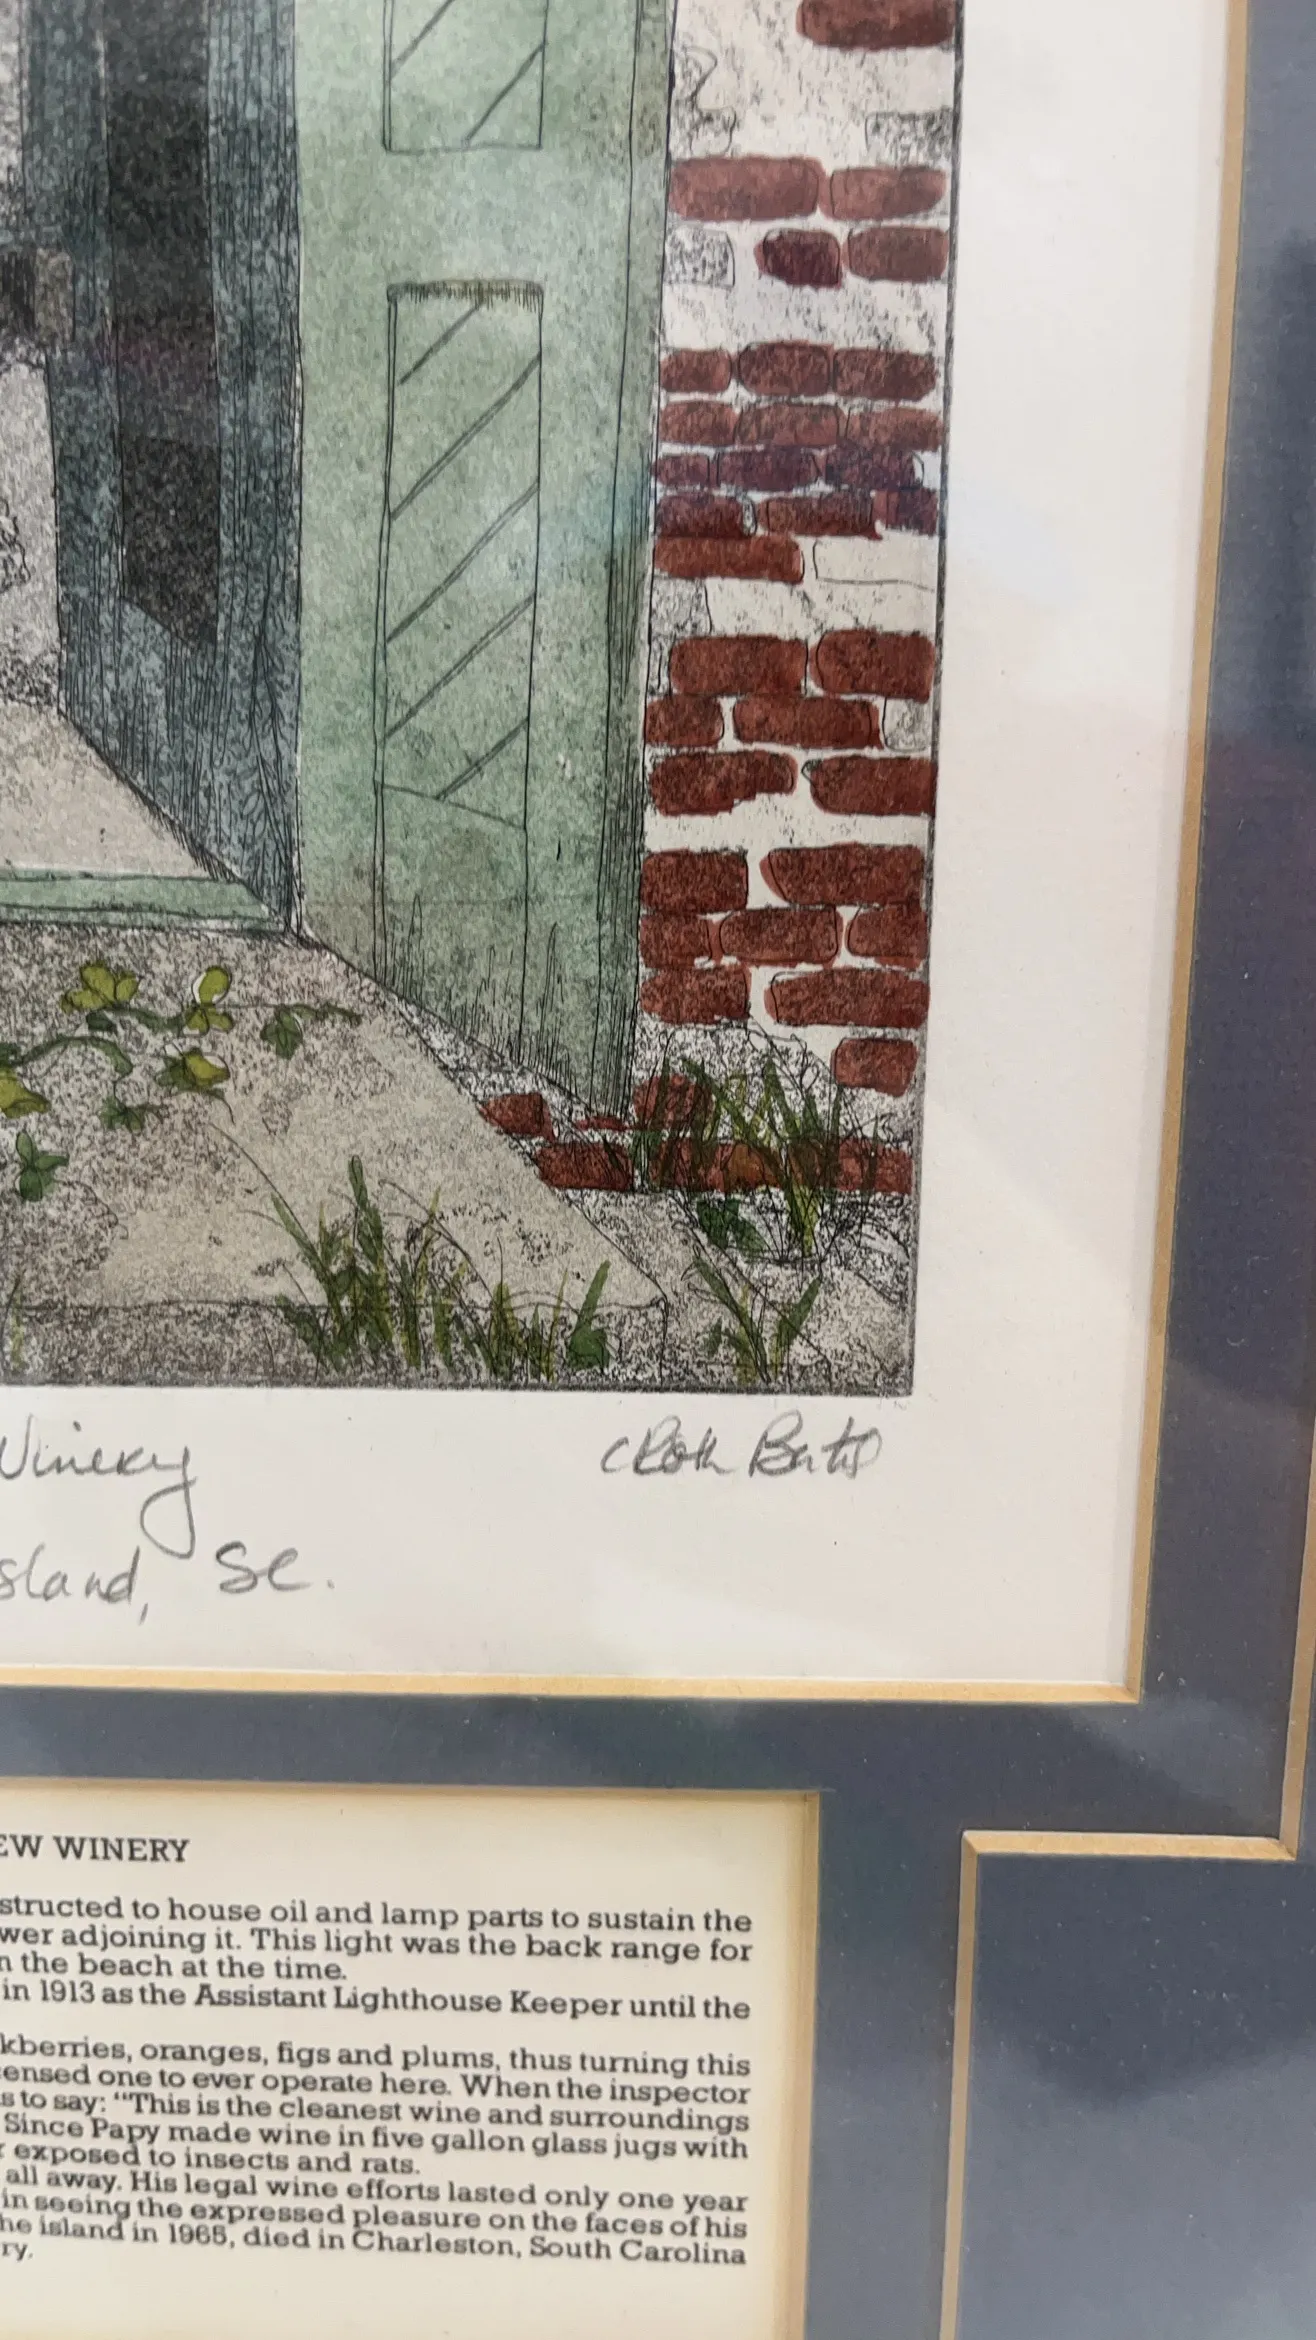 Winery
sland, SC.
EW WINERY
structed to house oil and lamp parts to sustain the
wer adjoining it. This light was the back range for
n the beach at the time.
in 1913 as the Assistant Lighthouse Keeper until the
kberries, oranges, figs and plums, thus turning this
ensed one to ever operate here. When the inspector
s to say: "This is the cleanest wine and surroundings
Since Papy made wine in five gallon glass jugs with
r exposed to insects and rats.
all away. His legal wine efforts lasted only one year
in seeing the expressed pleasure on the faces of his
he island in 1965, died in Charleston, South Carolina
ry.